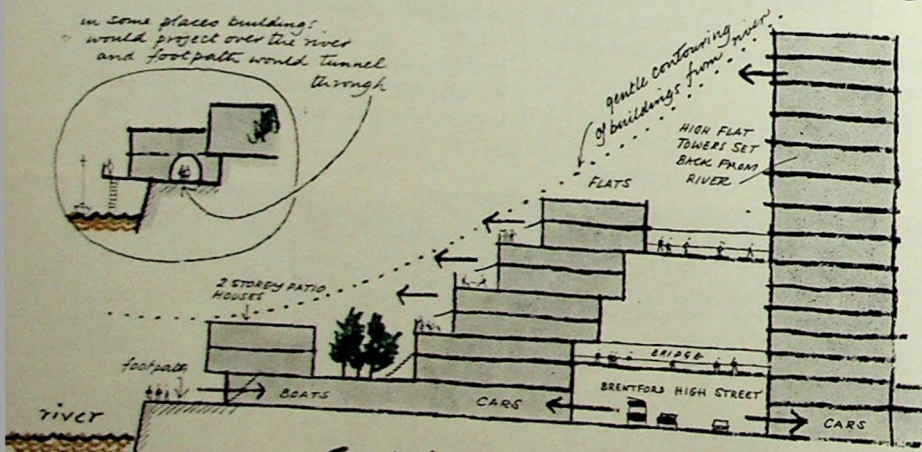 in some places buildings
would project over the river
and footpath would tunnel
through
gentle contouring
of buildings from river
HIGH FLAT
TOWERS SET
BACK FROM
RIVER
FLATS
2 STOREY PATIO
HOUSES
footpath
BRIDGE
BOATS
CARS
BRENTFORD HIGH STREET
river
CARS